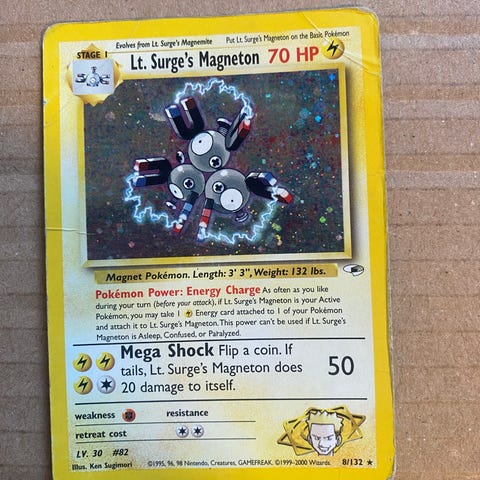 Evolves from Lt. Surge's Magnemite
Put Lt. Surge's Magneton on the Basic Pokémon
STAGE 1
Lt. Surge's Magneton 70 HP
Magnet Pokémon. Length: 3' 3", Weight: 132 lbs.
Pokémon Power: Energy Charge As often as you like
during your turn (before your attack), if Lt. Surge's Magneton is your Active
Pokémon, you may take 1 Energy card attached to 1 of your Pokémon
and attach it to Lt. Surge's Magneton. This power can't be used if Lt. Surge's
Magneton is Asleep, Confused, or Paralyzed.
Mega Shock Flip a coin. If
tails, Lt. Surge's Magneton does
20 damage to itself.
50
weakness
resistance
retreat cost
LV. 30 #82
Illus. Ken Sugimori
©1995, 96, 98 Nintendo, Creatures, GAMEFREAK. ©1999-2000 Wizards.
8/132 ★